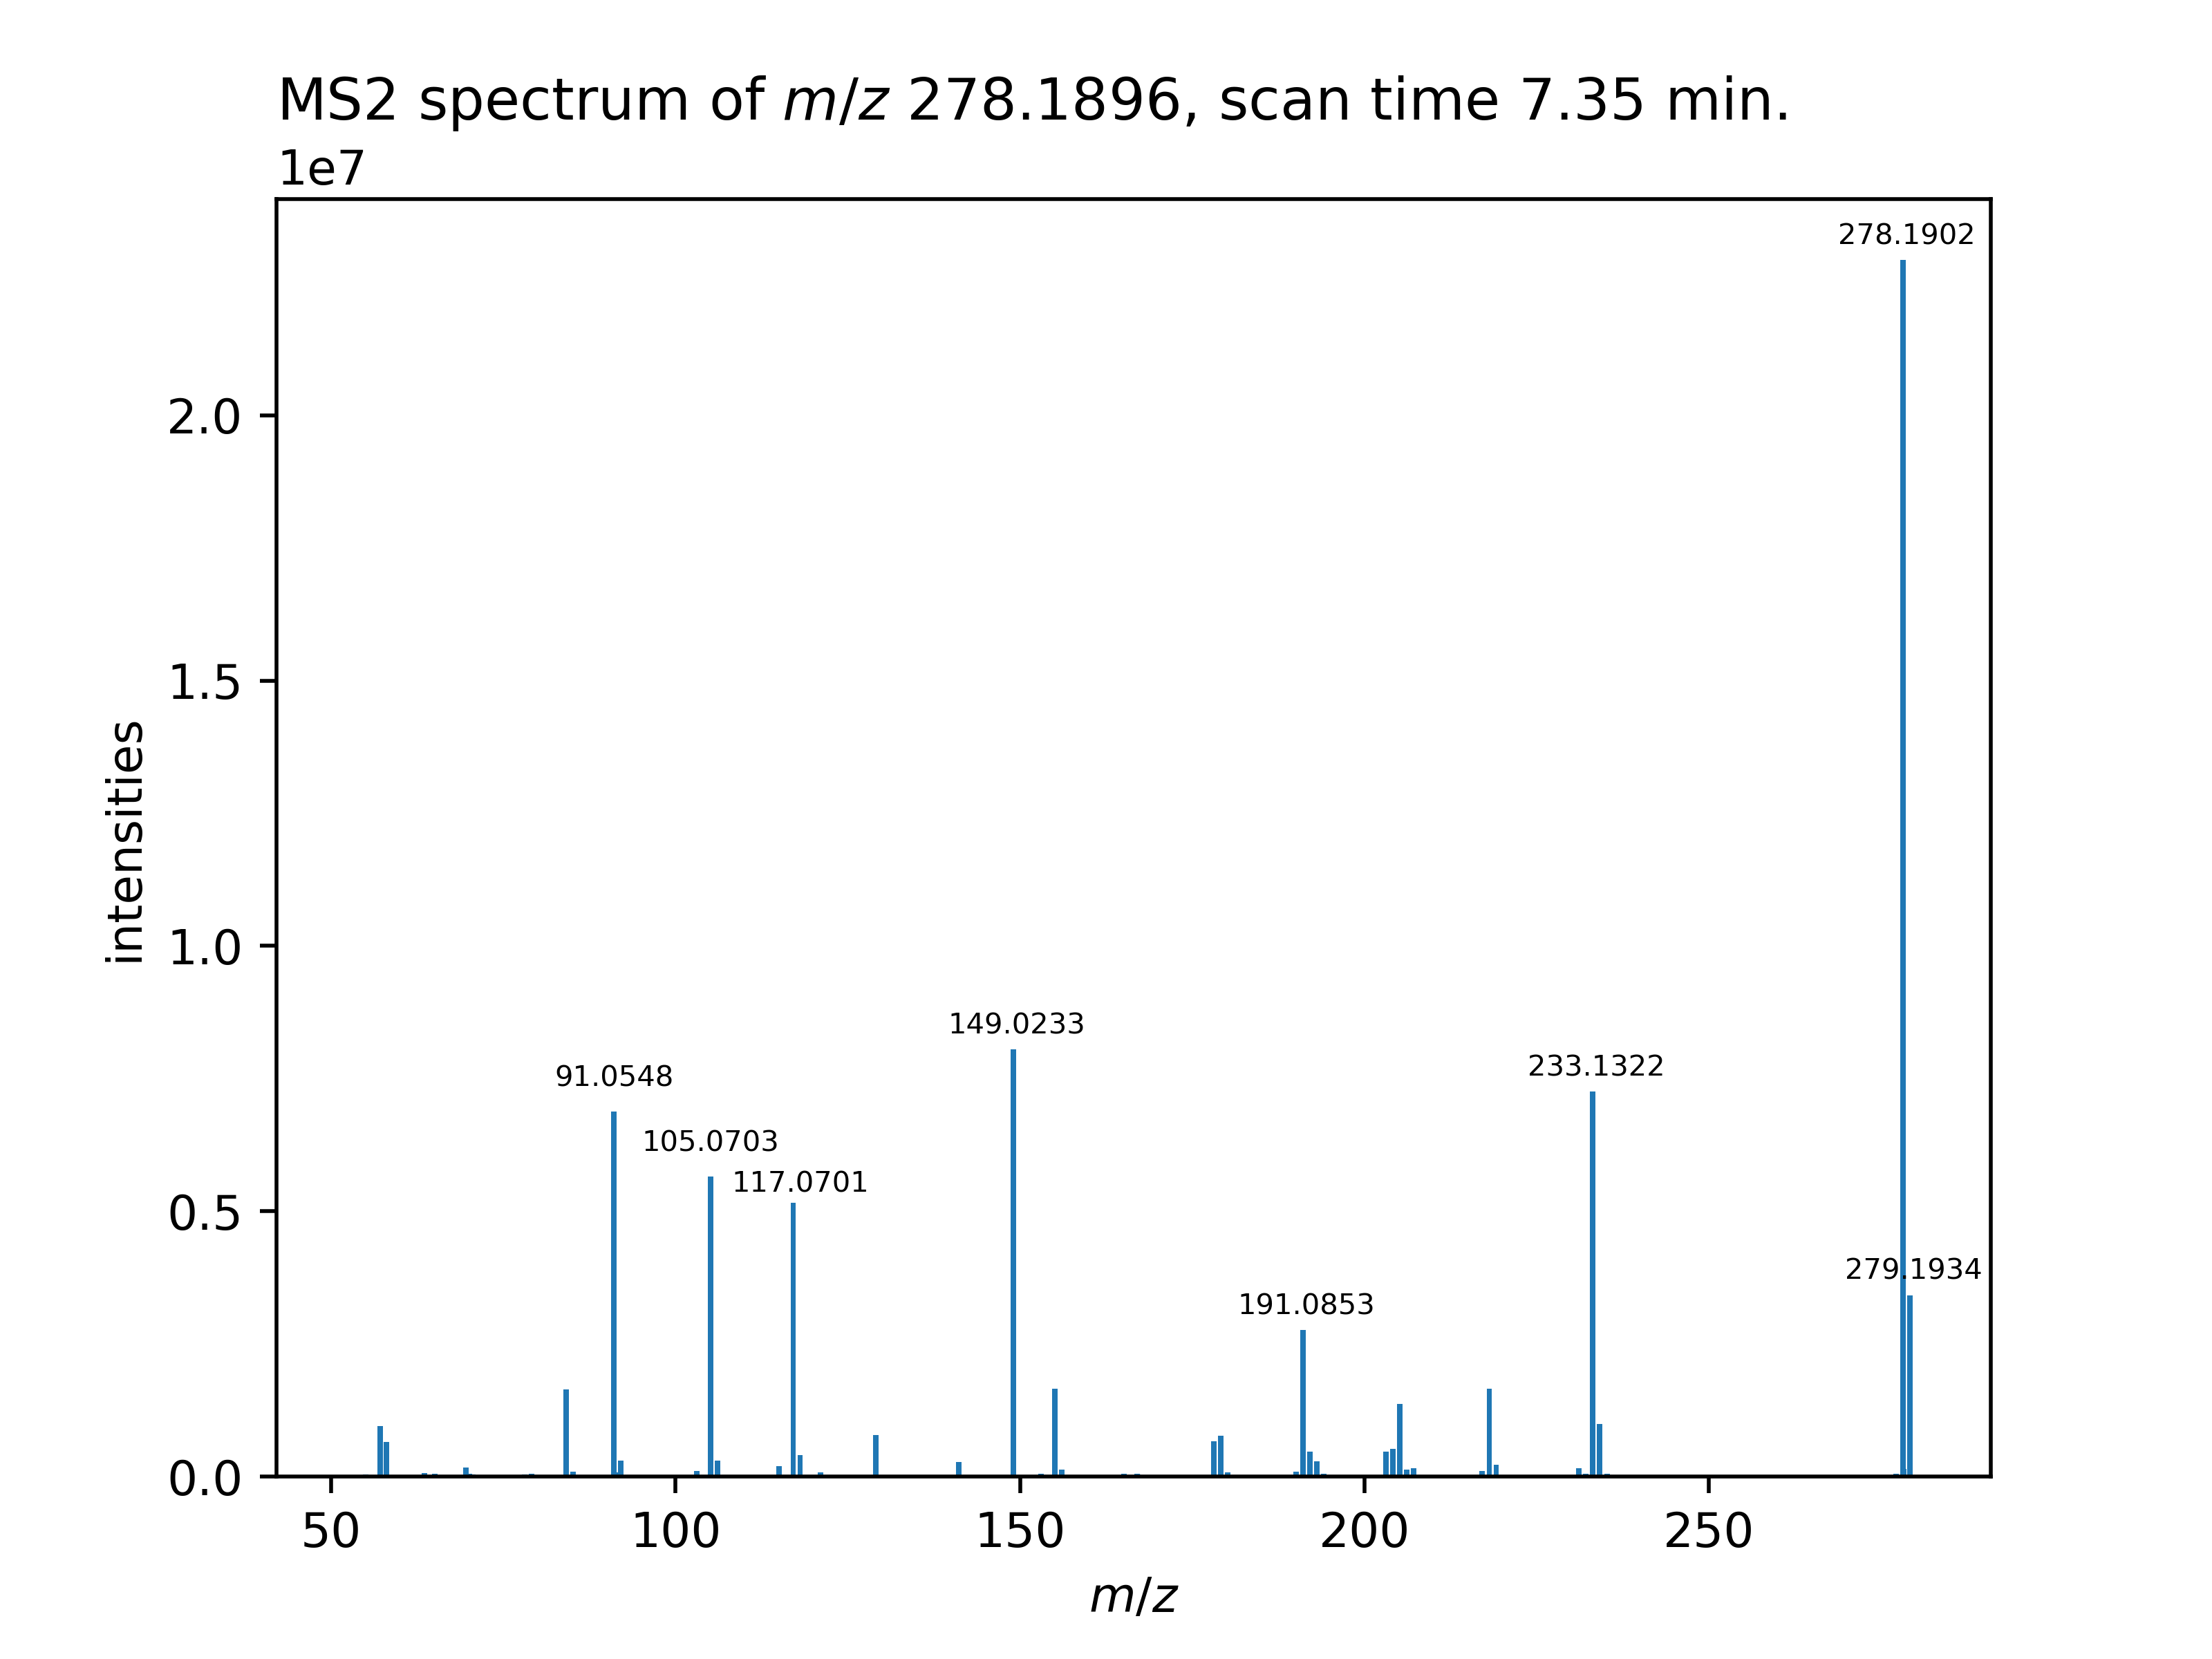 MS2 spectrum of m/z 278.1896, scan time 7.35 min.
1e7
278.1902
2.0
1.5
intensities
1.0
149.0233
233.1322
91.0548
105.0703
117.0701
0.5
279.1934
191.0853
0.0
50 100 150 200 250
m/z